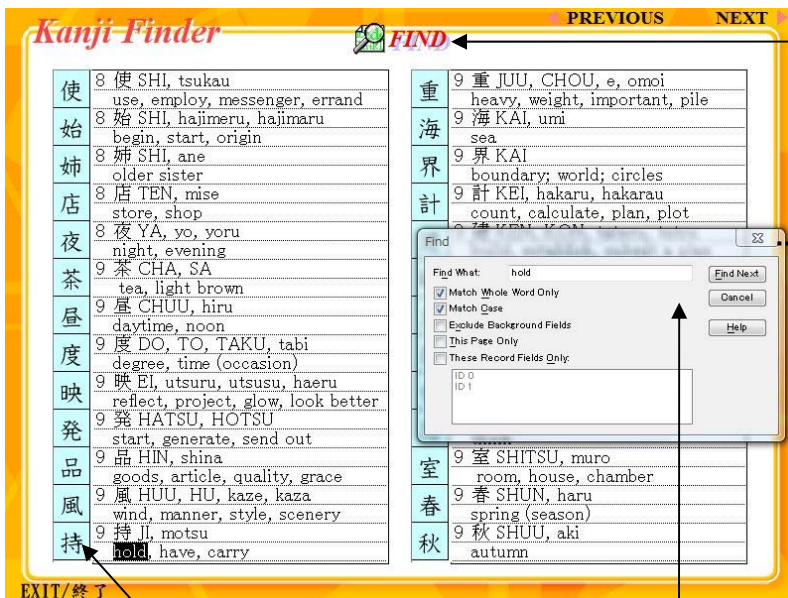 Kanji Finder
FIND
PREVIOUS NEXT
使
8 使 SHI, tsukau
use, employ, messenger, errand
始
8 始 SHI, hajimeru, hajimaru
begin, start, origin
姉
8 姉 SHI, ane
older sister
店
8 店 TEN, mise
store, shop
夜
8 夜 YA, yo, yoru
night, evening
茶
9 茶 CHA, SA
tea, light brown
昼
9 昼 CHUU, hiru
daytime, noon
度
9 度 DO, TO, TAKU, tabi
degree, time (occasion)
映
9 映 EI, utsuru, utsusu, haeru
reflect, project, glow, look better
発
9 発 HATSU, HOTSU
start, generate, send out
品
9 品 HIN, shina
goods, article, quality, grace
風
9 風 HUU, HU, kaze, kaza
wind, manner, style, scenery
持
9 持 JI, motsu
hold, have, carry
重
9 重 JUU, CHOU, e, omoi
heavy, weight, important, pile
海
9 海 KAI, umi
sea
界
9 界 KAI
boundary; world; circles
計
9 計 KEI, hakaru, hakarau
count, calculate, plan, plot
Find
Find What: hold
Find Next
Match Whole Word Only
Cancel
Match Case
Exclude Background Fields
Help
This Page Only
These Record Fields Only:
ID 0
ID 1
室
9 室 SHITSU, muro
room, house, chamber
春
9 春 SHUN, haru
spring (season)
秋
9 秋 SHUU, aki
autumn
EXIT/終了